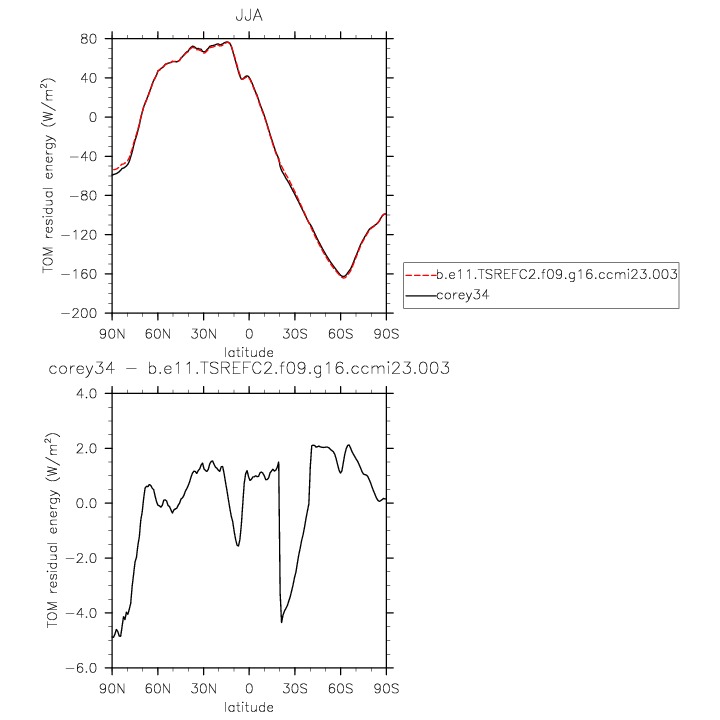 JJA
TOM residual energy (W/m²)
80
40
0
−40
−80
−120
−160
−200
90N 60N 30N 0 30S 60S 90S
latitude
b.e11.TSREFC2.f09.g16.ccmi23.003
corey34
corey34 − b.e11.TSREFC2.f09.g16.ccmi23.003
TOM residual energy (W/m²)
4.0
2.0
0.0
−2.0
−4.0
−6.0
90N 60N 30N 0 30S 60S 90S
latitude